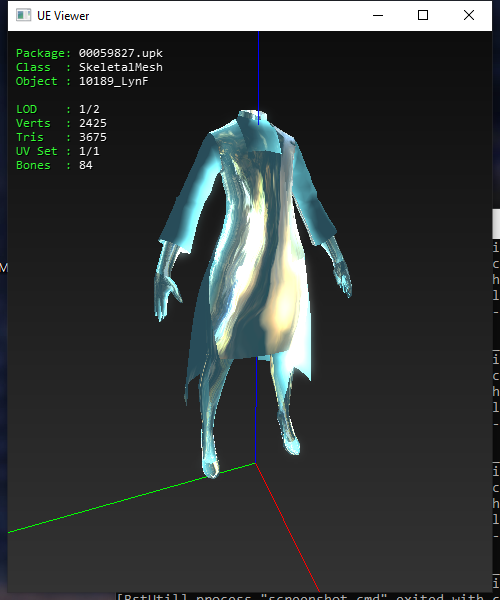 UE Viewer
Package: 00059827.upk
Class : SkeletalMesh
Object : 10189_LynF
LOD : 1/2
Verts : 2425
Tris : 3675
UV Set : 1/1
Bones : 84
M
i
c
h
l
-
i
c
h
l
-
i
c
h
l
-
i
[BstUtil] process "screenshot.cmd" exited with c